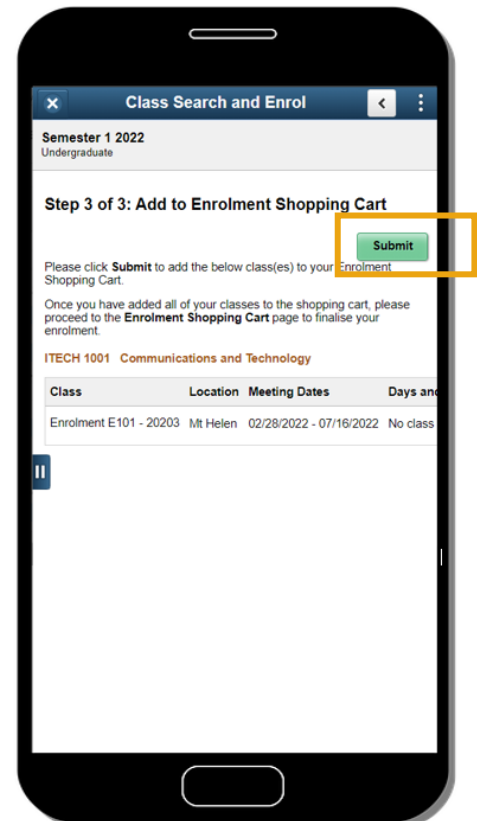 Class Search and Enrol
Semester 1 2022
Undergraduate
Step 3 of 3: Add to Enrolment Shopping Cart
Submit
Please click Submit to add the below class(es) to your Enrolment
Shopping Cart.
Once you have added all of your classes to the shopping cart, please
proceed to the Enrolment Shopping Cart page to finalise your
enrolment.
ITECH 1001 Communications and Technology
Class Location Meeting Dates Days and
Enrolment E101 - 20203 Mt Helen 02/28/2022 - 07/16/2022 No class